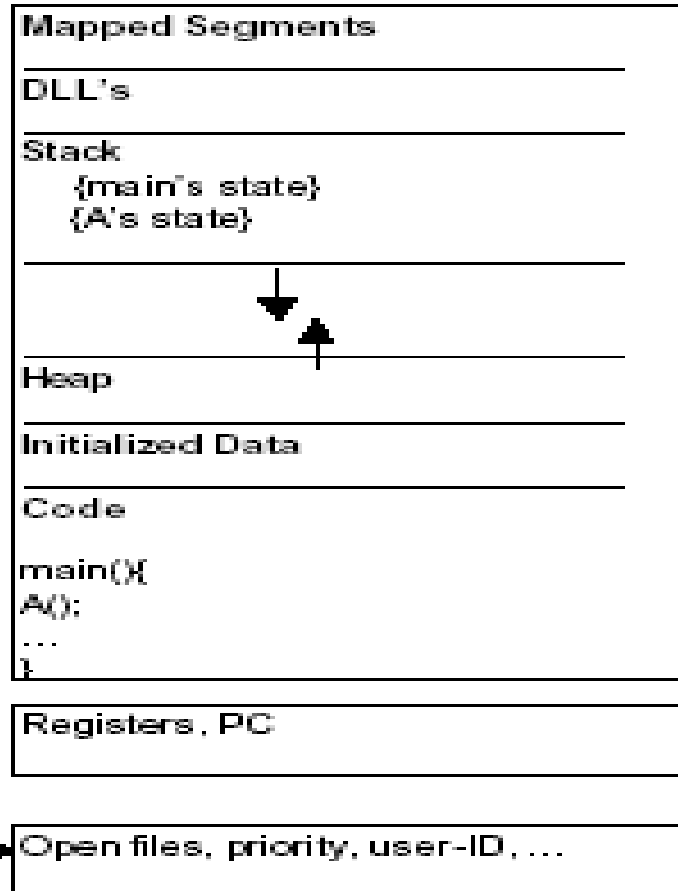 Mapped Segments
DLL's
Stack
{main's state}
{A's state}
Heap
Initialized Data
Code
main(){
A();
...
}
Registers, PC
Open files, priority, user-ID, ...